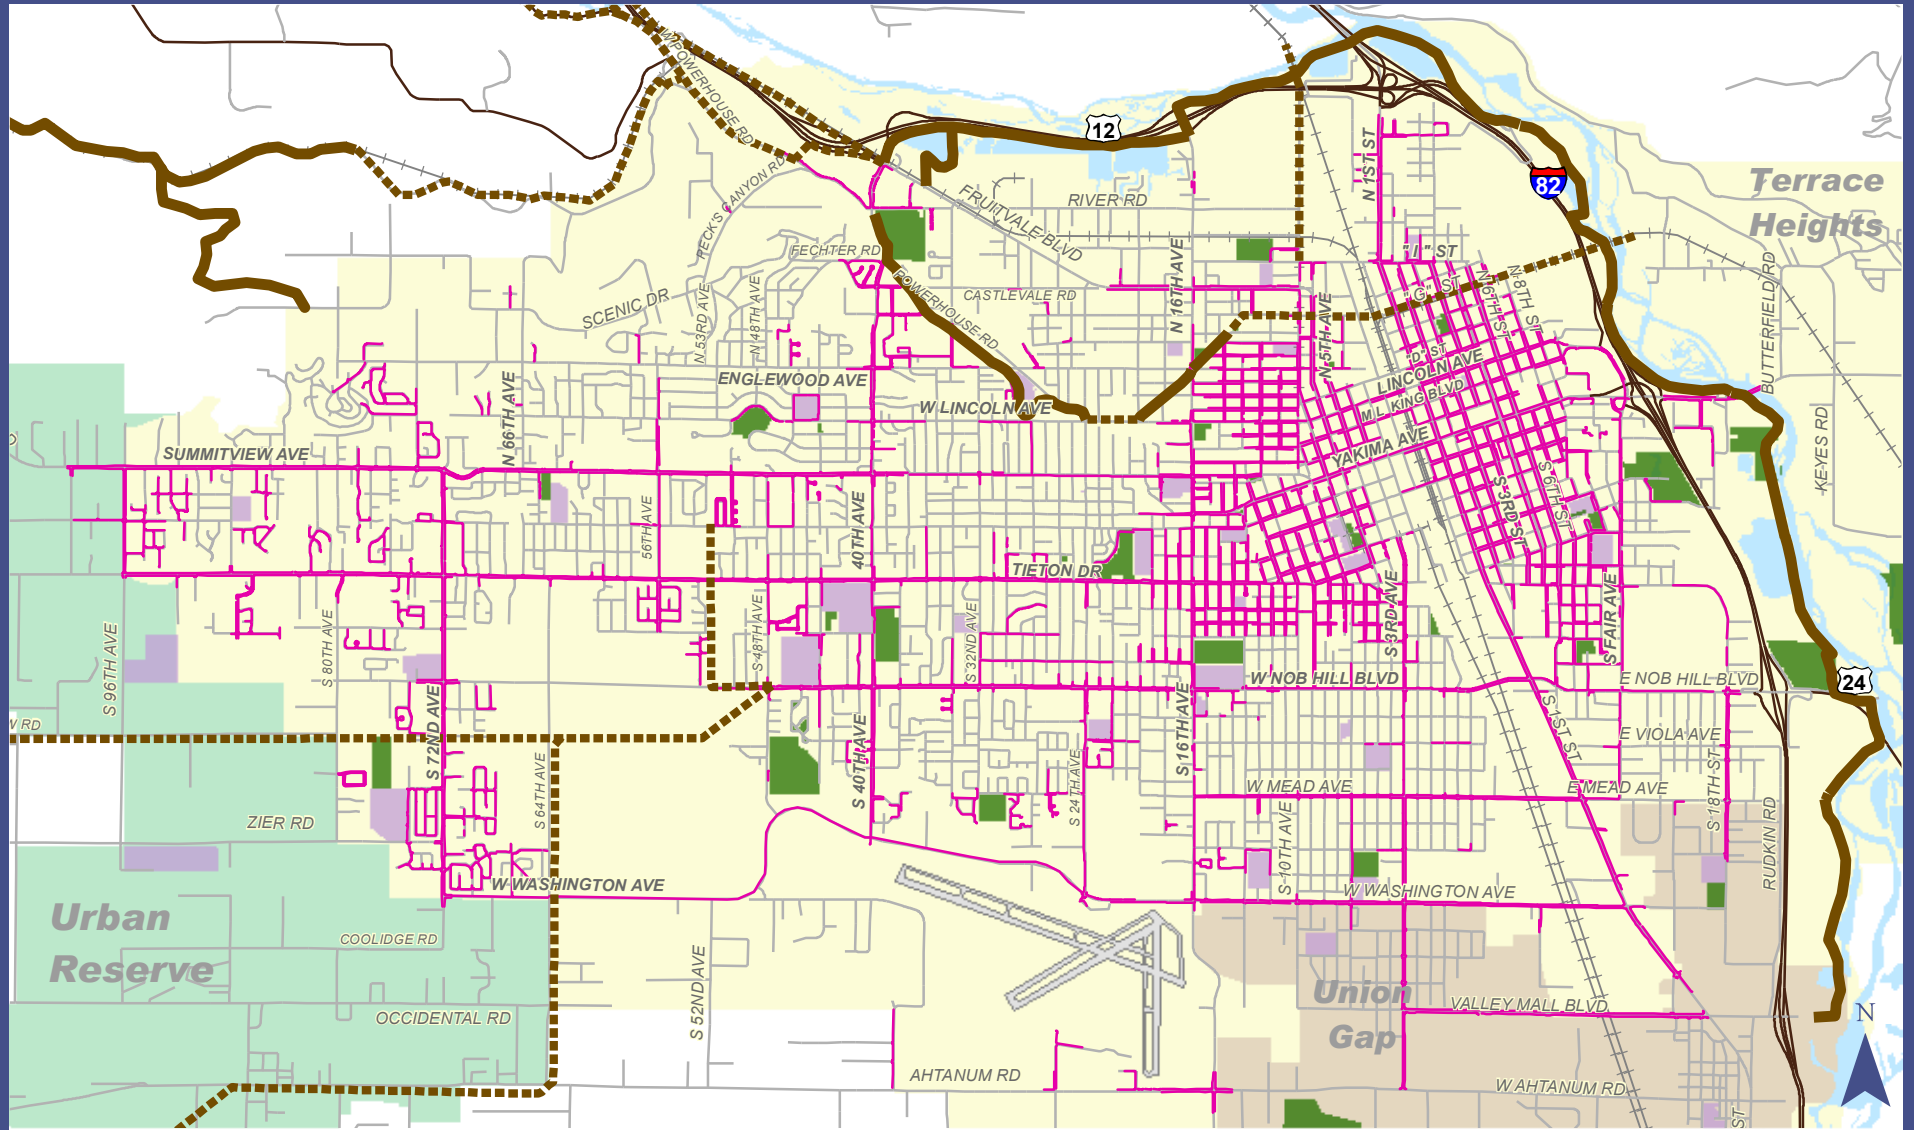 W POWERHOUSE RD
12
N 1ST ST
82
Terrace
Heights
PECK'S CANYON RD
FRUITVALE BLVD
RIVER RD
FECHTER RD
N 16TH AVE
" I " ST
BUTTERFIELD RD
SCENIC DR
N 53RD AVE
N 48TH AVE
POWERHOUSE RD
CASTLEVALE RD
N 5TH AVE
"G" ST
N 6TH ST
N 8TH ST
"D" ST
LINCOLN AVE
ENGLEWOOD AVE
W LINCOLN AVE
M.L. KING BLVD
N 66TH AVE
SUMMITVIEW AVE
YAKIMA AVE
KEYES RD
56TH AVE
40TH AVE
S 3RD ST
S 6TH ST
TIETON DR
S 96TH AVE
S 80TH AVE
S 48TH AVE
S 32ND AVE
S 3RD AVE
S FAIR AVE
W NOB HILL BLVD
E NOB HILL BLVD
24
W RD
S 72ND AVE
S 64TH AVE
S 40TH AVE
S 24TH AVE
S 16TH AVE
S 1ST ST
E VIOLA AVE
W MEAD AVE
E MEAD AVE
S 18TH ST
RUDKIN RD
ZIER RD
S 10TH AVE
W WASHINGTON AVE
W WASHINGTON AVE
Urban
Reserve
COOLIDGE RD
S 52ND AVE
Union
Gap
VALLEY MALL BLVD
OCCIDENTAL RD
N
AHTANUM RD
W AHTANUM RD
ST